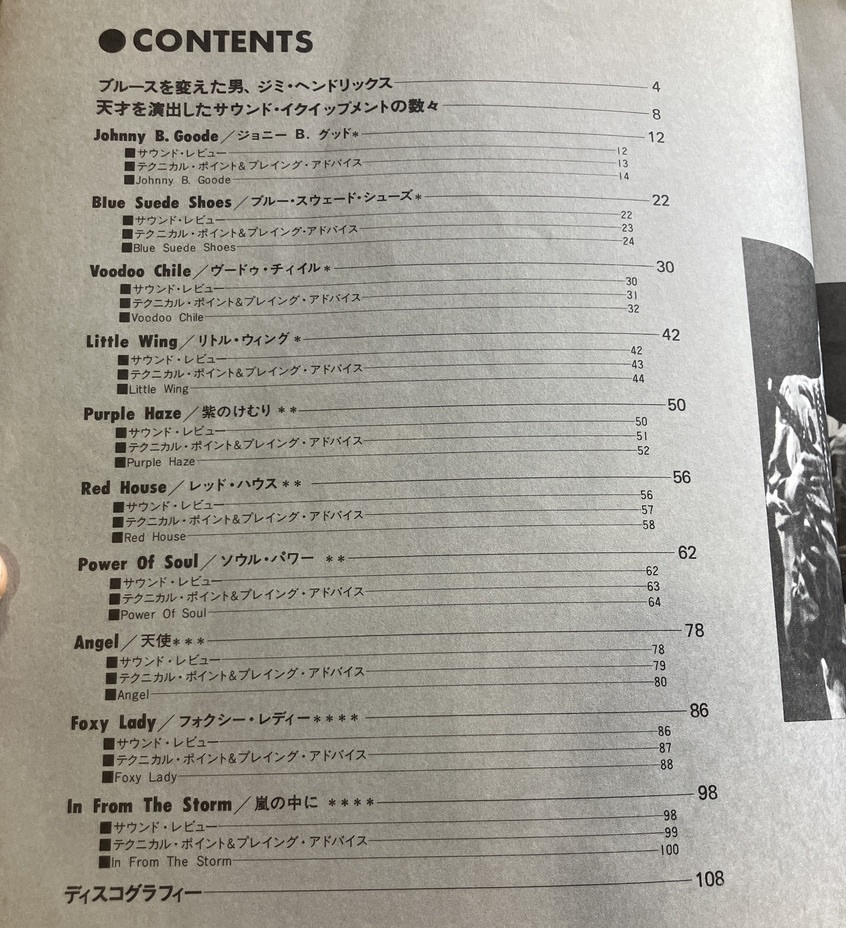 ●CONTENTS
ブルースを変えた男、ジミ・ヘンドリックス 4
天才を演出したサウンド・イクイップメントの数々 8
Johnny B. Goode／ジョニー B. グッド* 12
■サウンド・レビュー 12
■テクニカル・ポイント&プレイング・アドバイス 13
■Johnny B. Goode 14
Blue Suede Shoes／ブルー・スウェード・シューズ* 22
■サウンド・レビュー 22
■テクニカル・ポイント&プレイング・アドバイス 23
■Blue Suede Shoes 24
Voodoo Chile／ヴードゥ・チィイル* 30
■サウンド・レビュー 30
■テクニカル・ポイント&プレイング・アドバイス 31
■Voodoo Chile 32
Little Wing／リトル・ウィング * 42
■サウンド・レビュー 42
■テクニカル・ポイント&プレイング・アドバイス 43
■Little Wing 44
Purple Haze／紫のけむり ** 50
■サウンド・レビュー 50
■テクニカル・ポイント&プレイング・アドバイス 51
■Purple Haze 52
Red House／レッド・ハウス ** 56
■サウンド・レビュー 56
■テクニカル・ポイント&プレイング・アドバイス 57
■Red House 58
Power Of Soul／ソウル・パワー ** 62
■サウンド・レビュー 62
■テクニカル・ポイント&プレイング・アドバイス 63
■Power Of Soul 64
Angel／天使*** 78
■サウンド・レビュー 78
■テクニカル・ポイント&プレイング・アドバイス 79
■Angel 80
Foxy Lady／フォクシー・レディー**** 86
■サウンド・レビュー 86
■テクニカル・ポイント&プレイング・アドバイス 87
■Foxy Lady 88
In From The Storm／嵐の中に **** 98
■サウンド・レビュー 98
■テクニカル・ポイント&プレイング・アドバイス 99
■In From The Storm 100
ディスコグラフィー 108